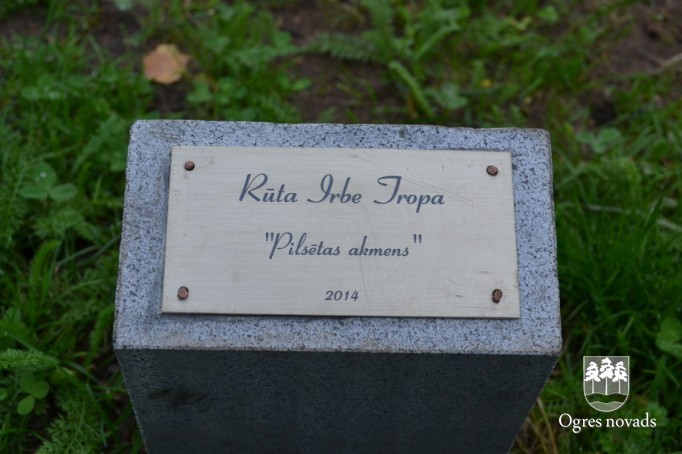 Rūta Irbe Tropa
"Pilsētas akmens"
2014
Ogres novads